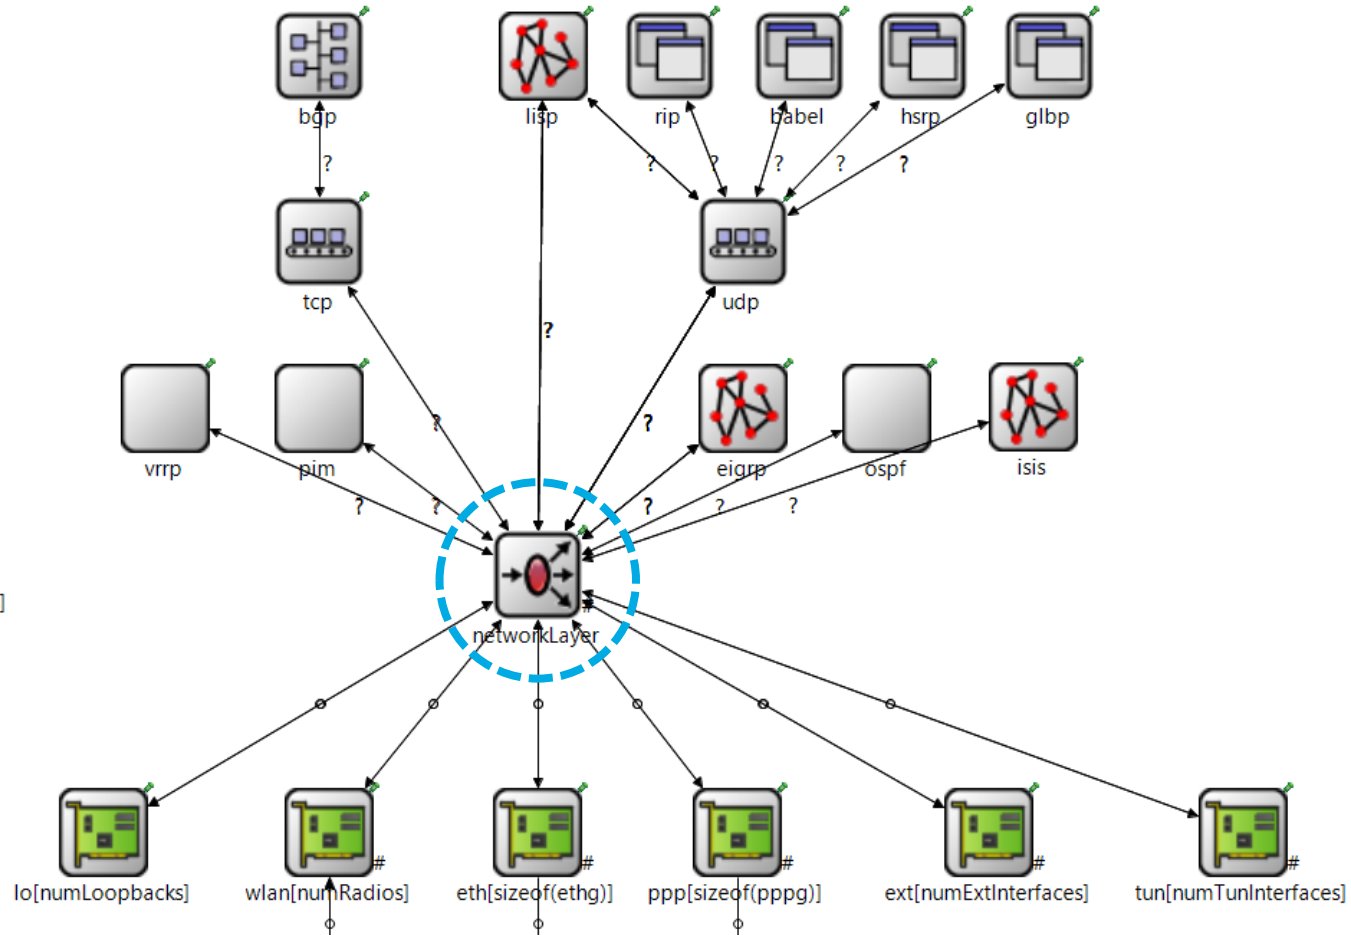 bgp
lisp
rip
babel
hsrp
glbp
?
?
?
?
?
?
tcp
udp
?
?
?
vrrp
pim
eigrp
ospf
isis
?
?
?
?
?
]
#
networkLayer
#
#
#
#
#
lo[numLoopbacks]
wlan[numRadios]
eth[sizeof(ethg)]
ppp[sizeof(pppg)]
ext[numExtInterfaces]
tun[numTunInterfaces]